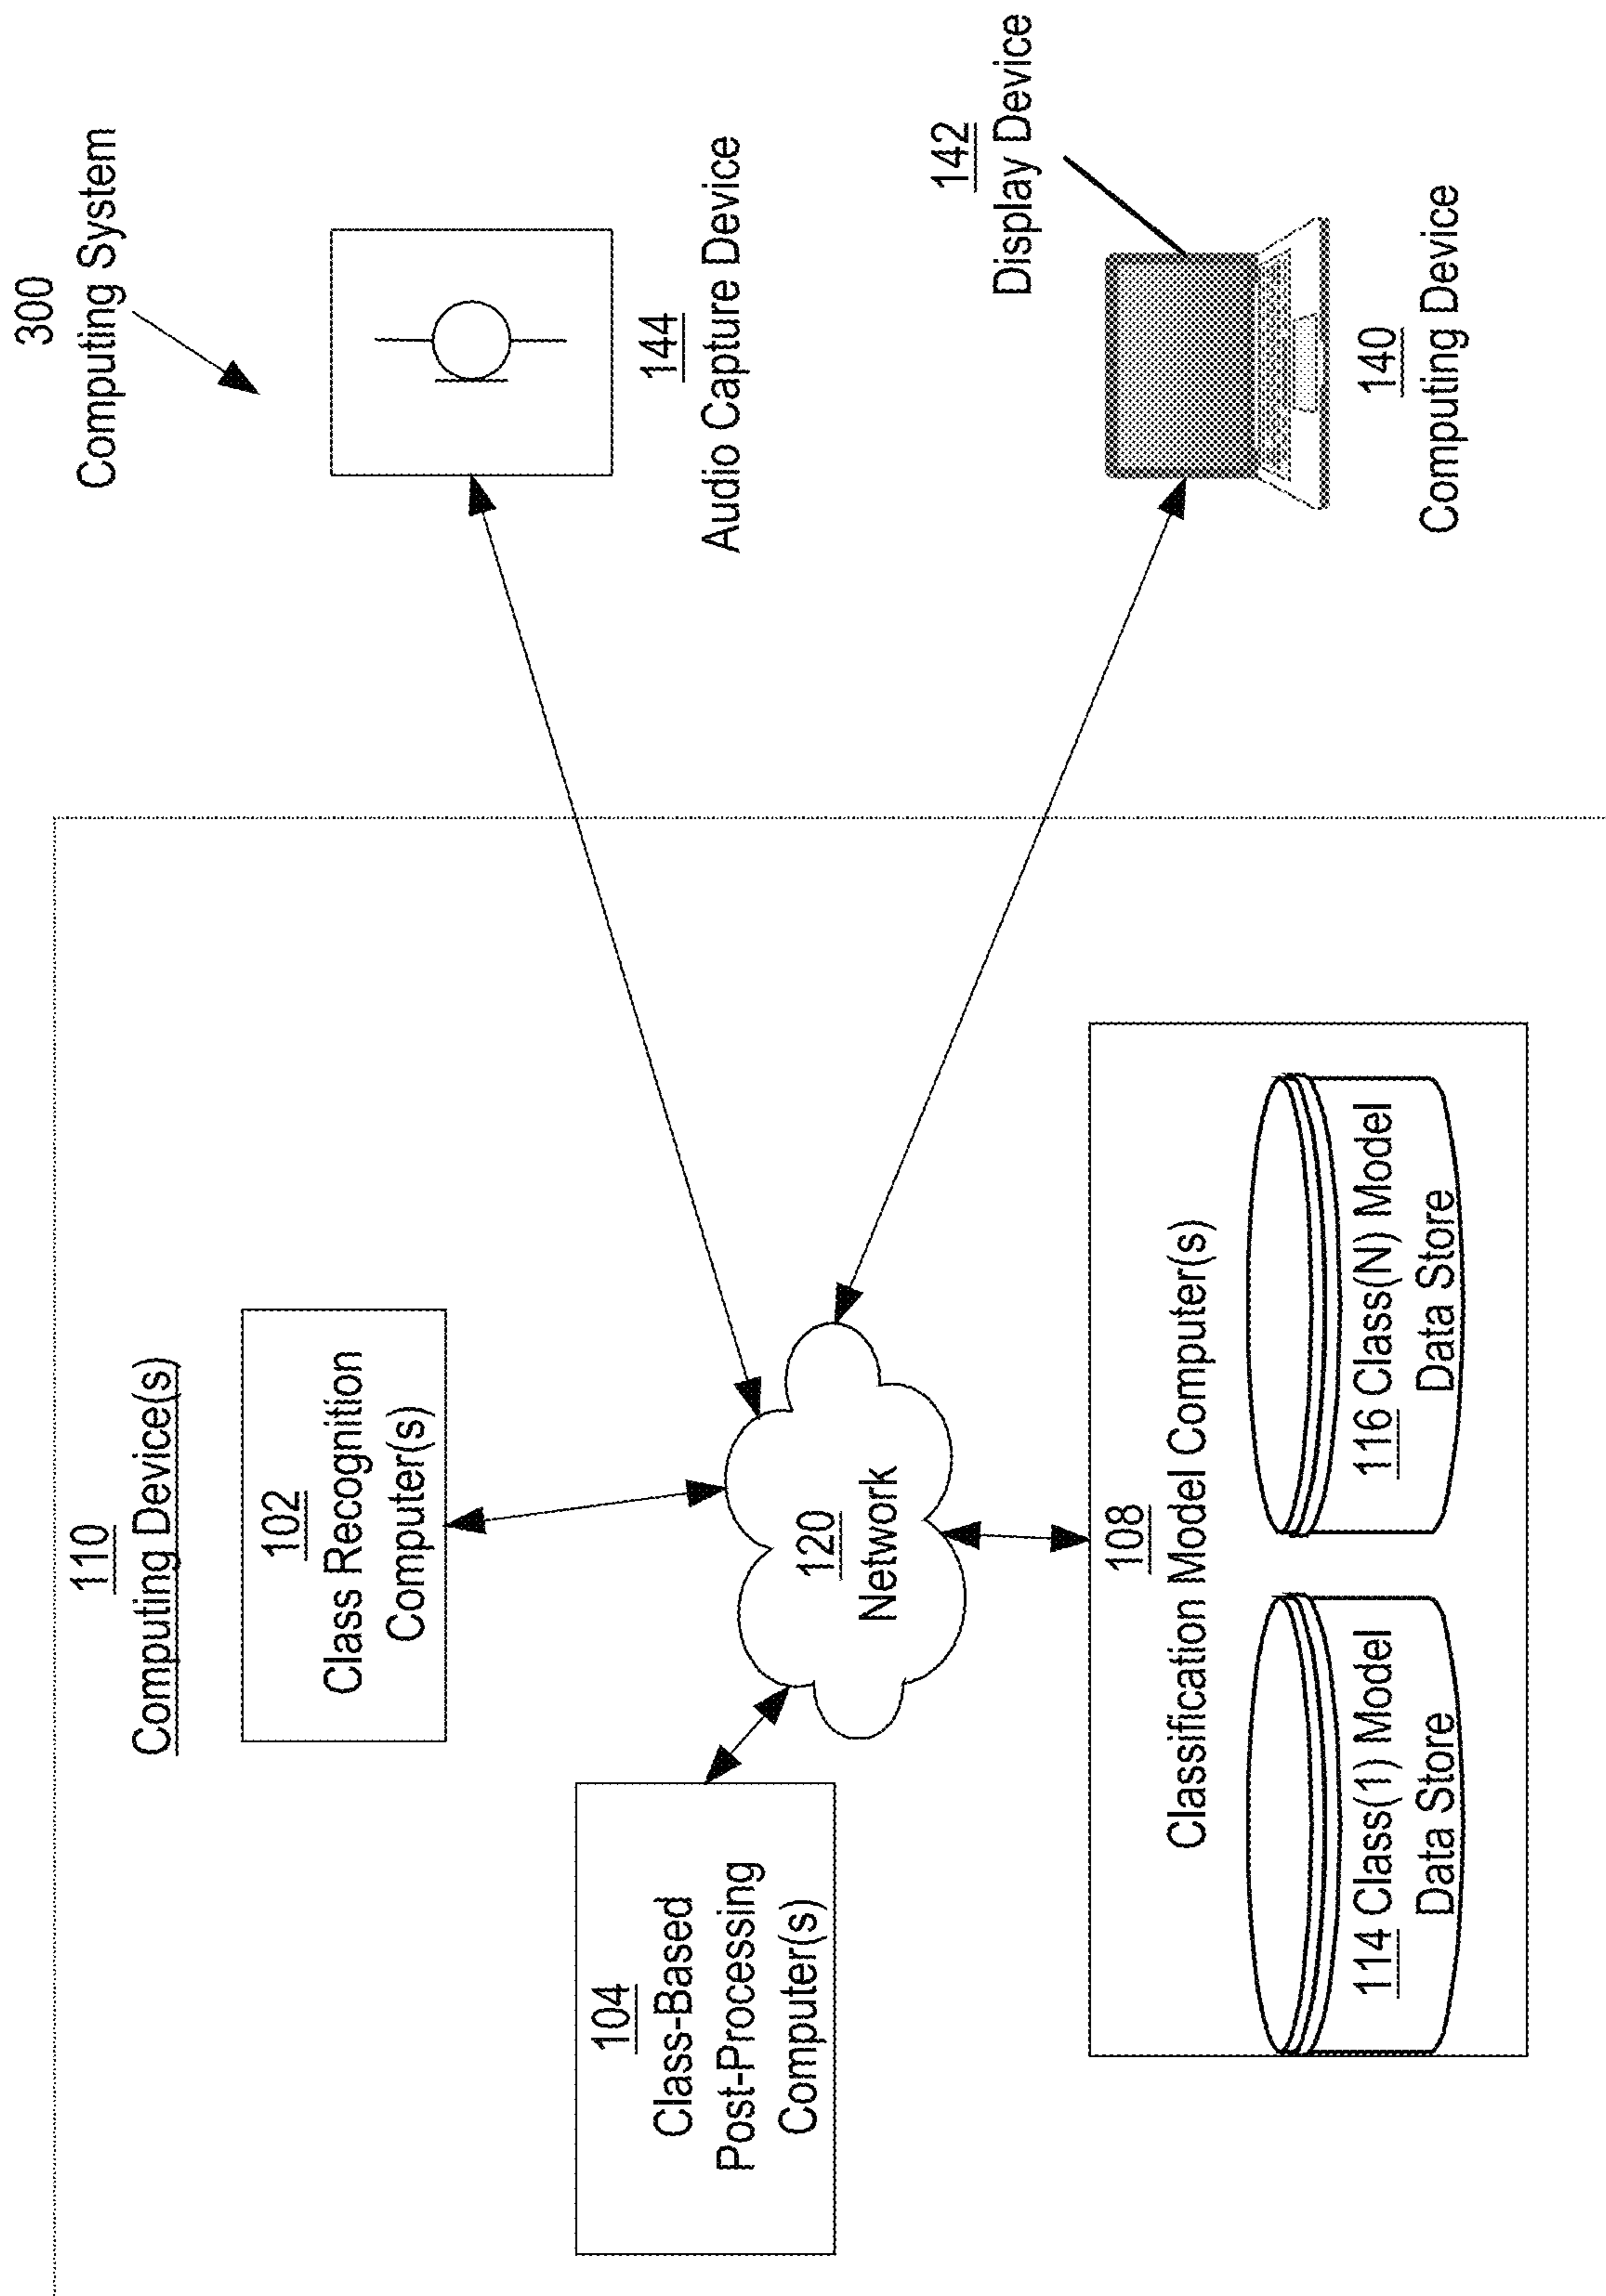 300
Computing System
110
Computing Device(s)
102
Class Recognition
Computer(s)
144
Audio Capture Device
104
Class-Based
Post-Processing
Computer(s)
120
Network
142
Display Device
140
Computing Device
108
Classification Model Computer(s)
114 Class(1) Model
Data Store
116 Class(N) Model
Data Store